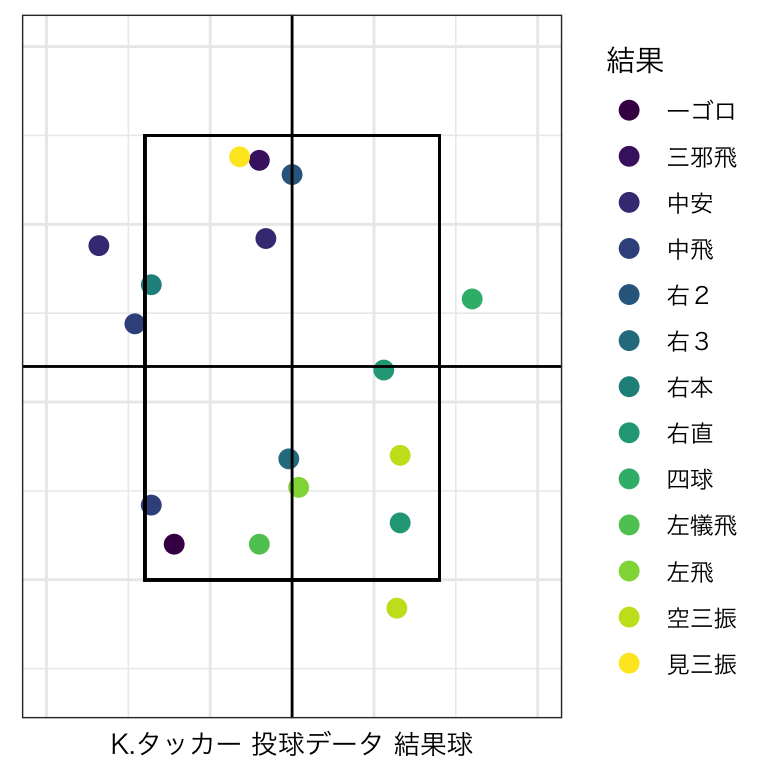 結果
一ゴロ
三邪飛
中安
中飛
右２
右３
右本
右直
四球
左犠飛
左飛
空三振
見三振
K.タッカー 投球データ 結果球